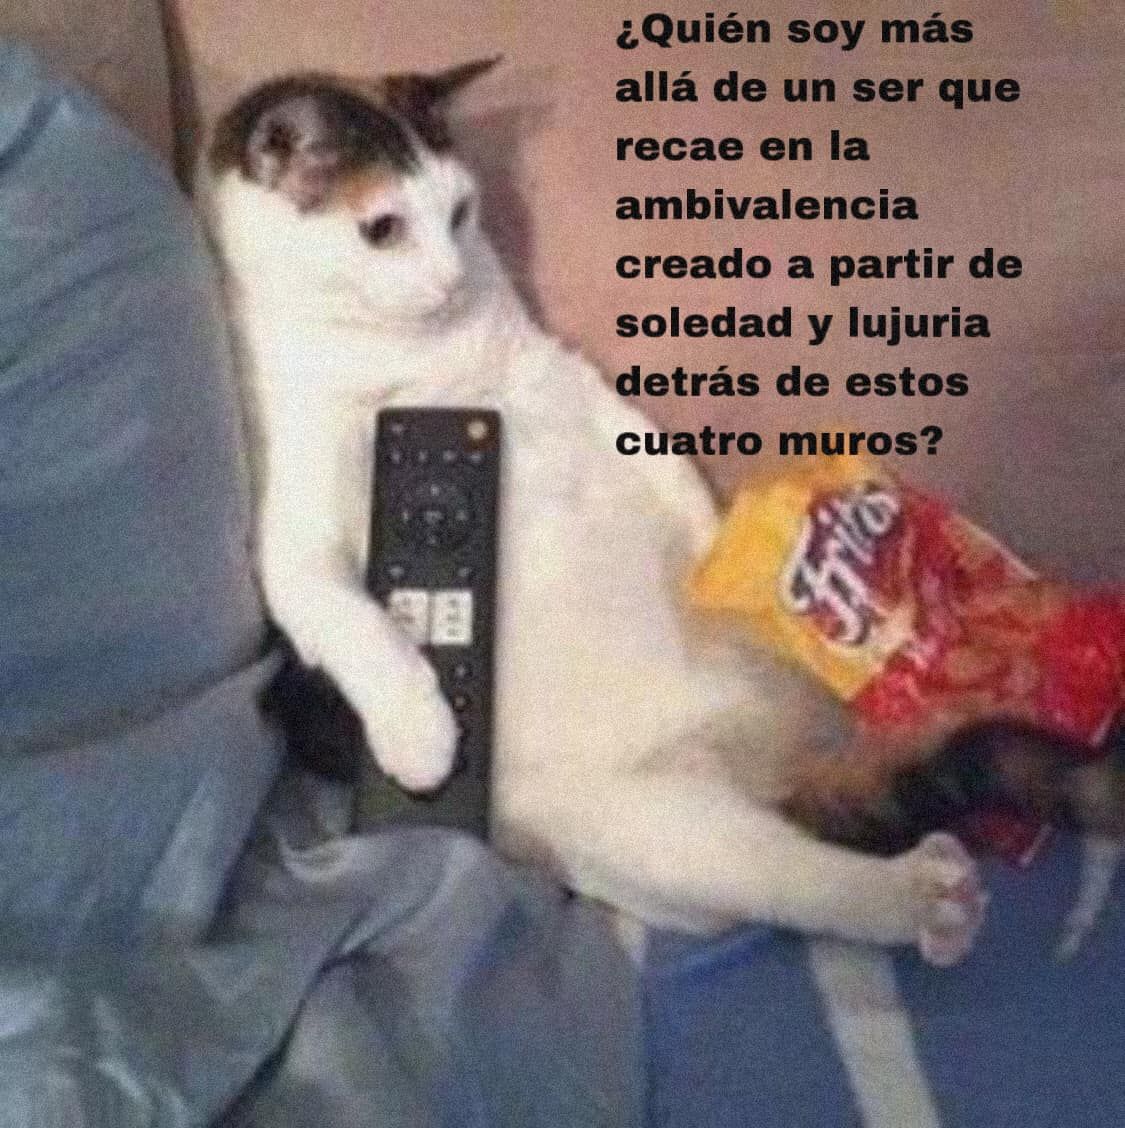 ¿Quién soy más
allá de un ser que
recae en la
ambivalencia
creado a partir de
soledad y lujuria
detrás de estos
cuatro muros?
Fritos